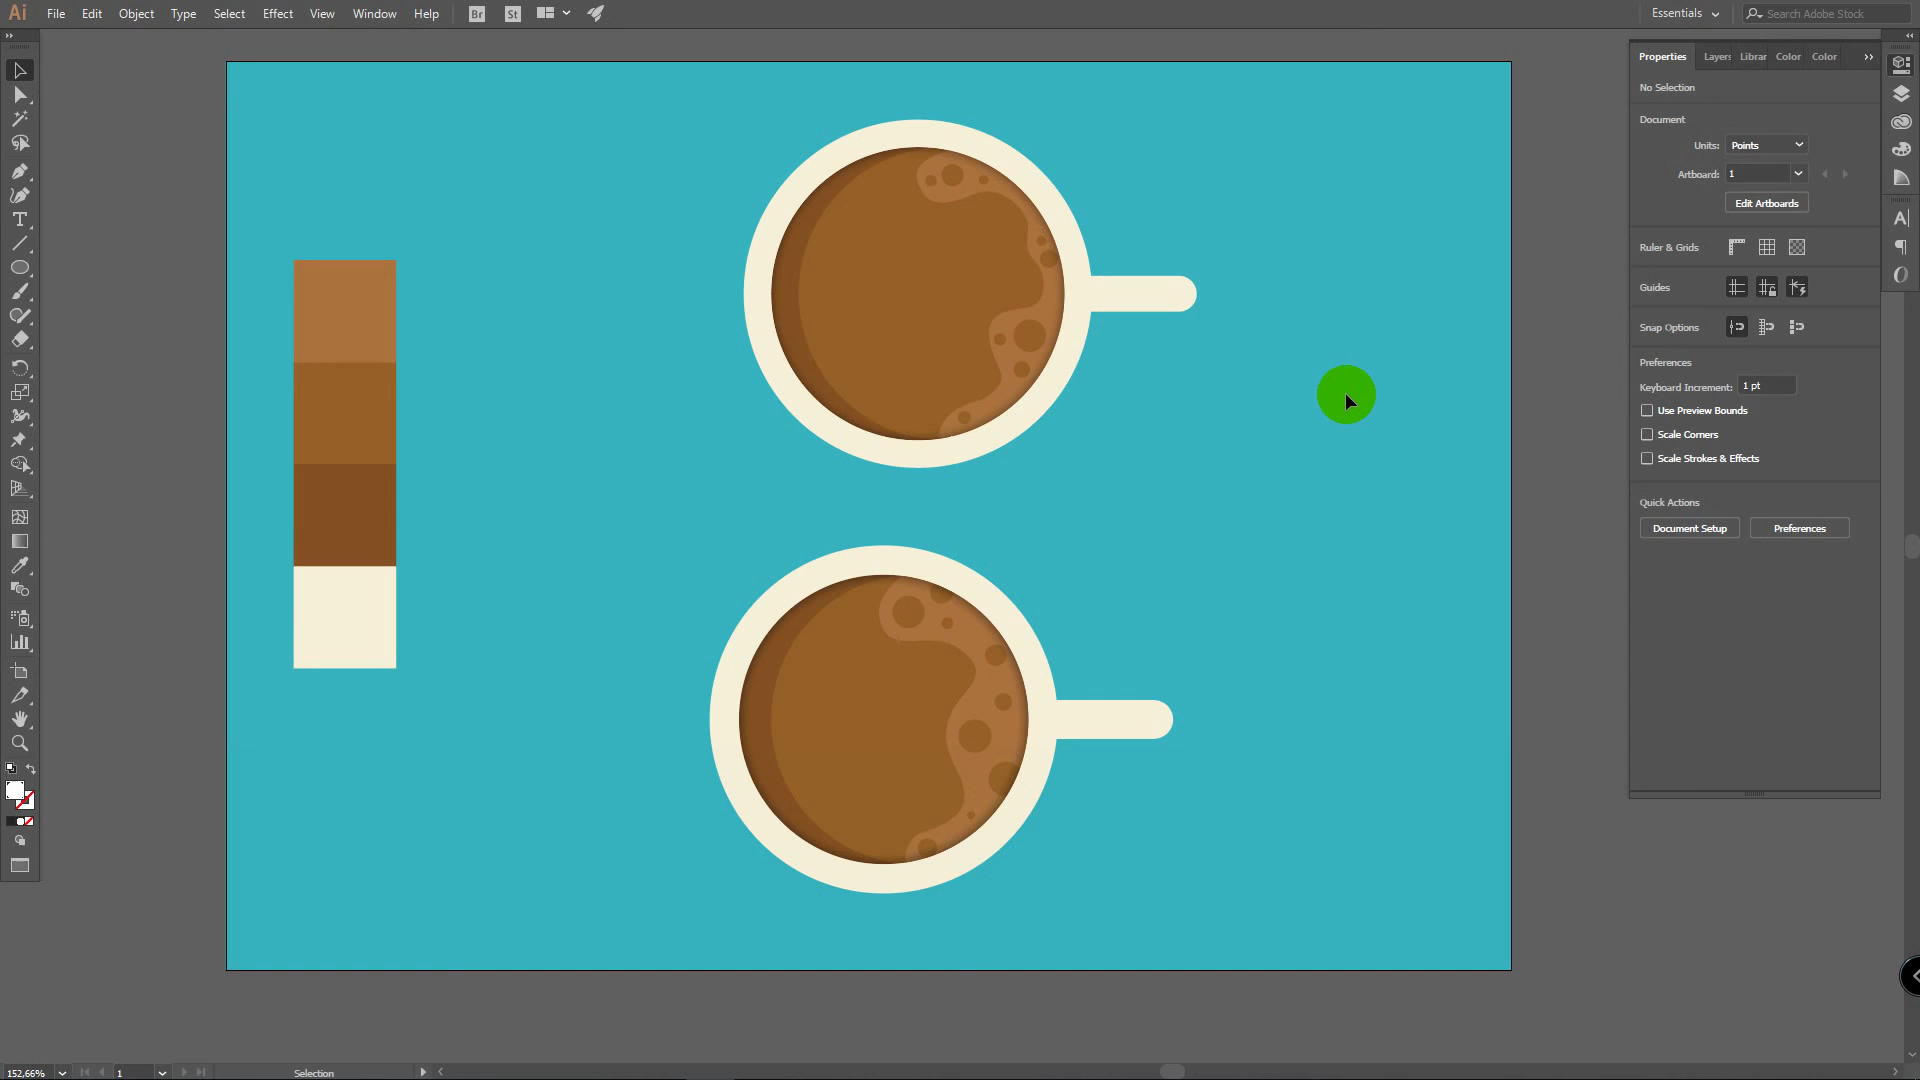 Ai File Edit Object Type Select Effect View Window Help Br St Essentials Search Adobe Stock
Properties Layers Librar Color Color
No Selection
Document
Units: Points
Artboard: 1
Edit Artboards
Ruler & Grids
Guides
Snap Options
Preferences
Keyboard Increment: 1 pt
Use Preview Bounds
Scale Corners
Scale Strokes & Effects
Quick Actions
Document Setup Preferences
152,66% 1 Selection